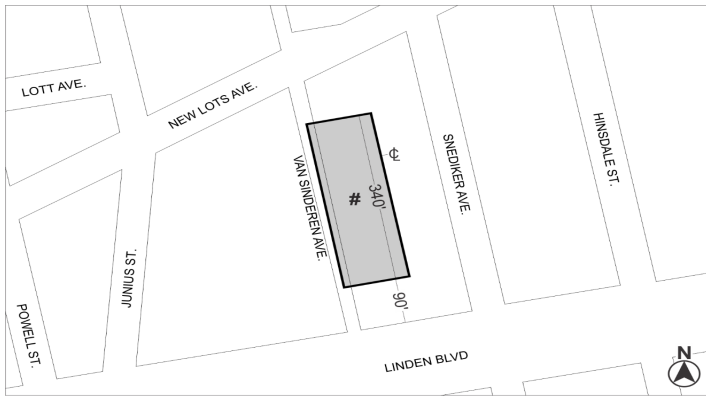 LOTT AVE.
NEW LOTS AVE.
VAN SINDEREN AVE.
SNEDIKER AVE.
HINSDALE ST.
℄
#
340'
90'
JUNIUS ST.
POWELL ST.
LINDEN BLVD
N